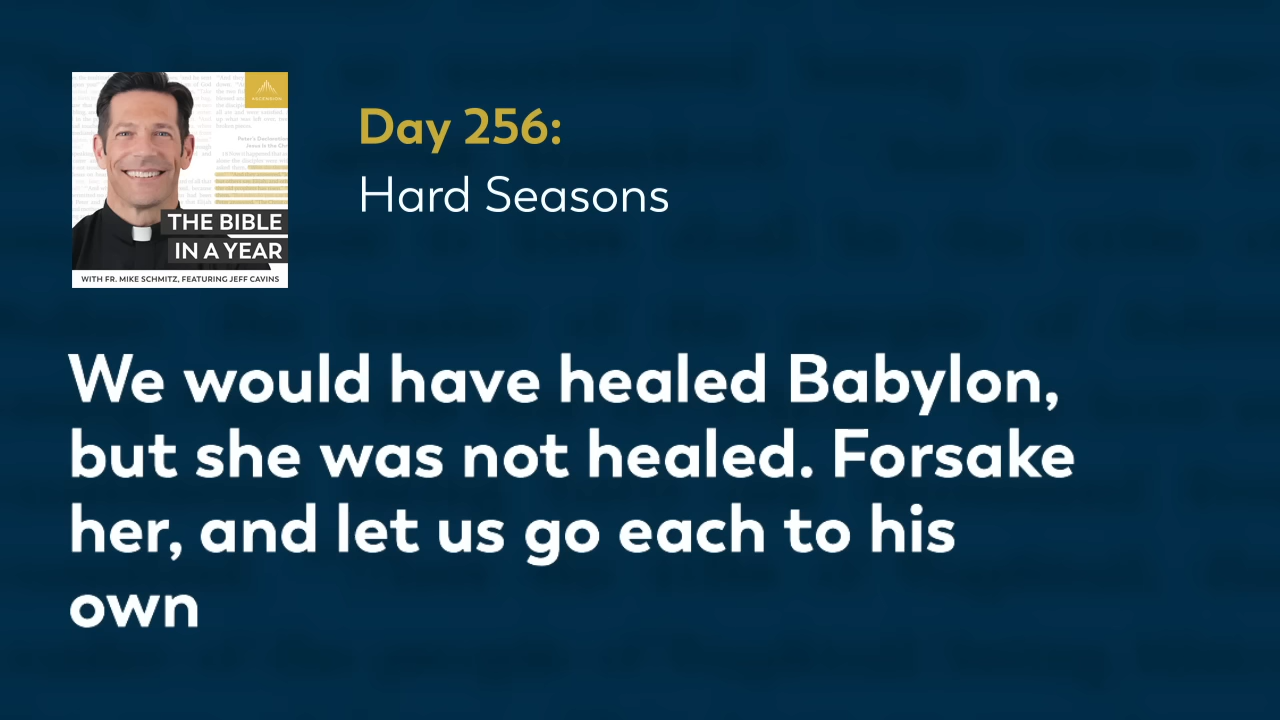 ASCENSION
THE BIBLE
IN A YEAR
WITH FR. MIKE SCHMITZ, FEATURING JEFF CAVINS
Day 256:
Hard Seasons
We would have healed Babylon,
but she was not healed. Forsake
her, and let us go each to his
own